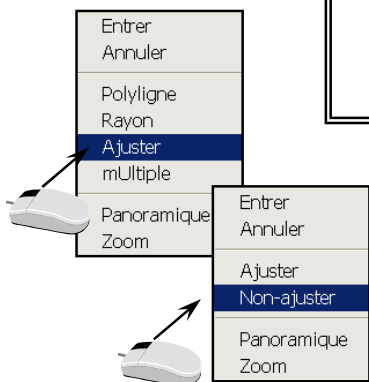 Entrer
Annuler
Polyligne
Rayon
Ajuster
mUltiple
Panoramique
Zoom
Entrer
Annuler
Ajuster
Non-ajuster
Panoramique
Zoom